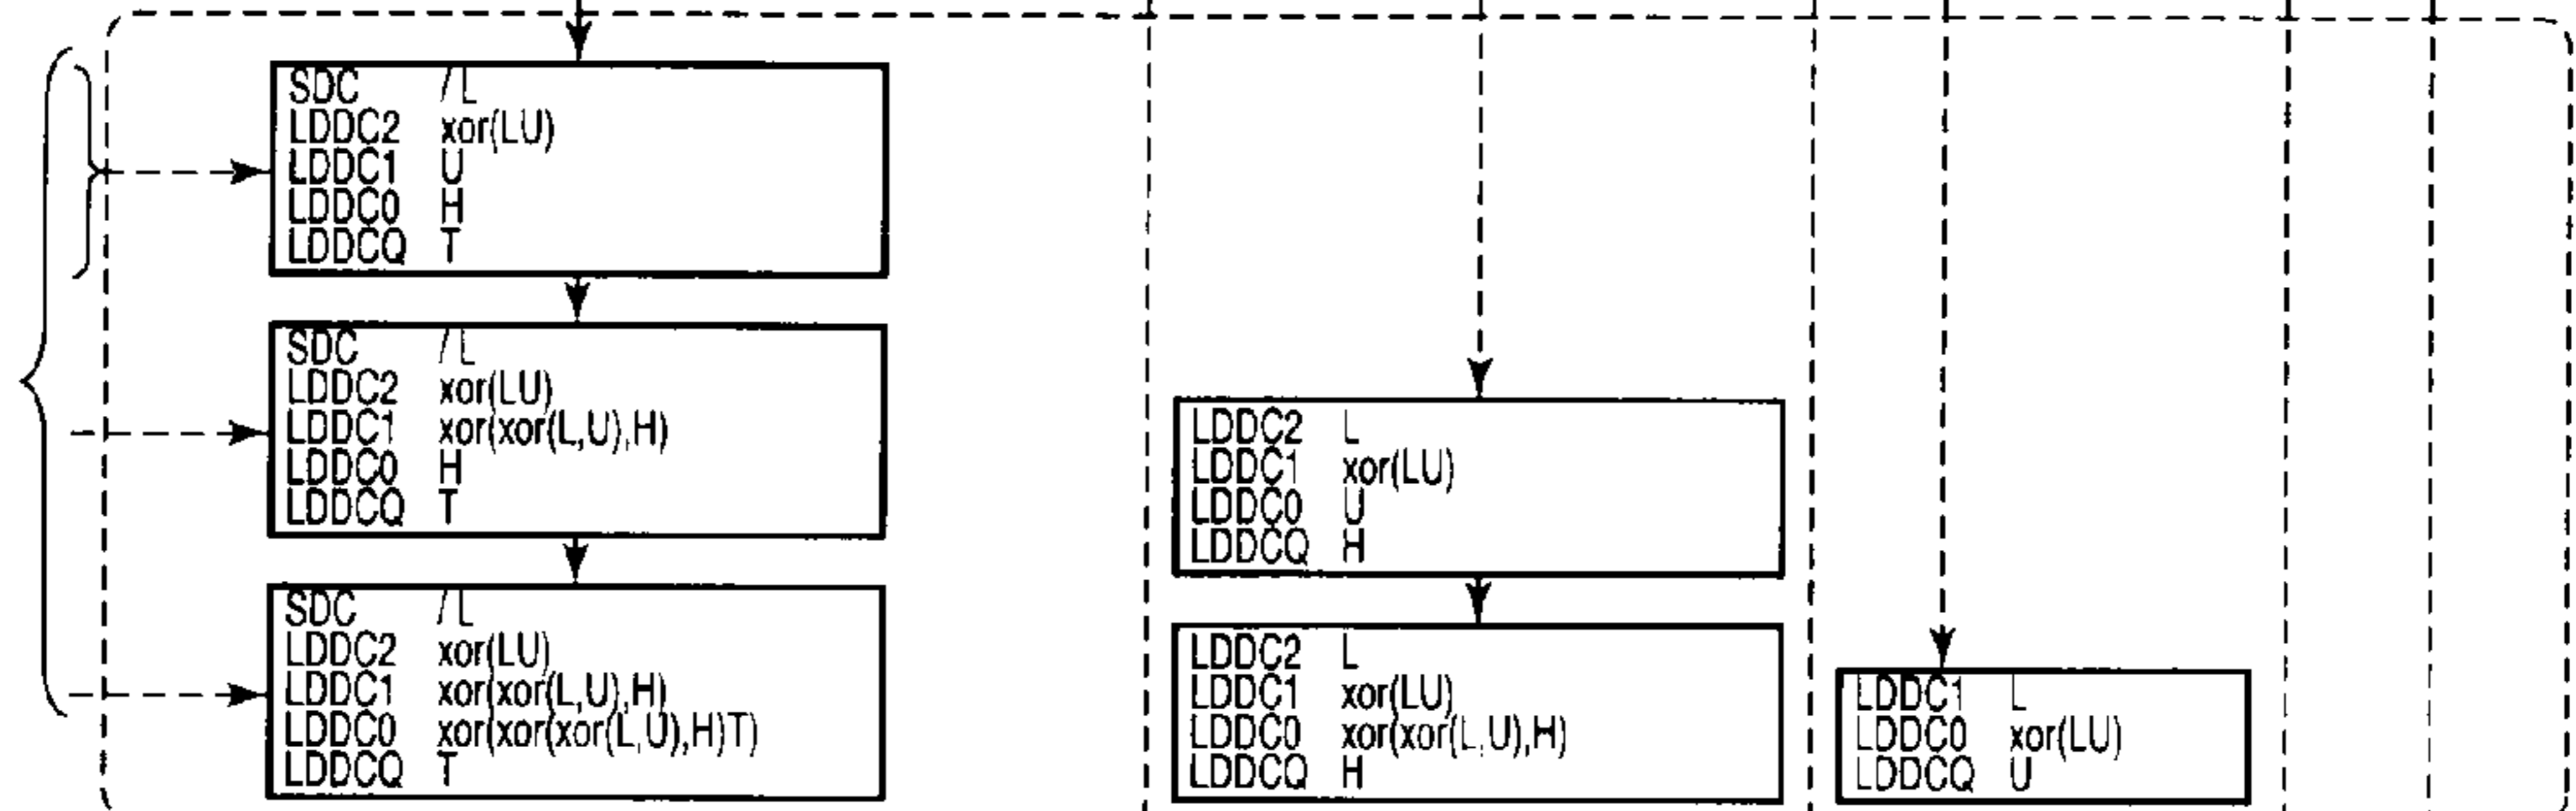 SDC /L
LDDC2 xor(LU)
LDDC1 U
LDDC0 H
LDDCQ T
SDC /L
LDDC2 xor(LU)
LDDC1 xor(xor(L,U),H)
LDDC0 H
LDDCQ T
SDC /L
LDDC2 xor(LU)
LDDC1 xor(xor(L,U),H)
LDDC0 xor(xor(xor(L,U),H)T)
LDDCQ T
LDDC2 L
LDDC1 xor(LU)
LDDC0 U
LDDCQ H
LDDC2 L
LDDC1 xor(LU)
LDDC0 xor(xor(L,U),H)
LDDCQ H
LDDC1 L
LDDC0 xor(LU)
LDDCQ U